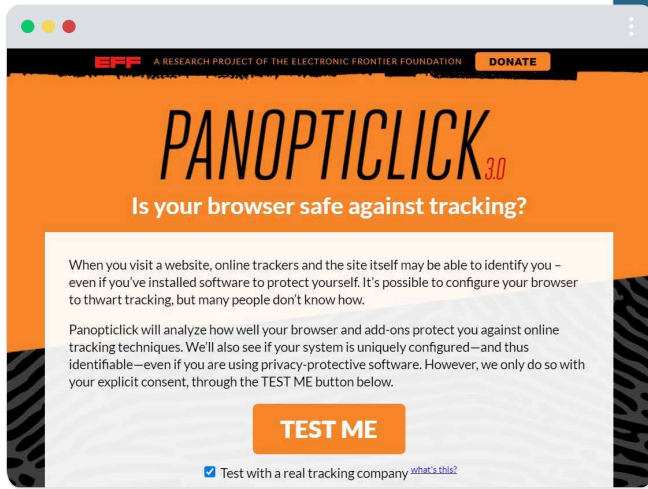 EFF A RESEARCH PROJECT OF THE ELECTRONIC FRONTIER FOUNDATION DONATE
PANOPTICLICK 3.0
Is your browser safe against tracking?
When you visit a website, online trackers and the site itself may be able to identify you –
even if you've installed software to protect yourself. It's possible to configure your browser
to thwart tracking, but many people don't know how.
Panopticlick will analyze how well your browser and add-ons protect you against online
tracking techniques. We'll also see if your system is uniquely configured—and thus
identifiable—even if you are using privacy-protective software. However, we only do so with
your explicit consent, through the TEST ME button below.
TEST ME
Test with a real tracking company what's this?